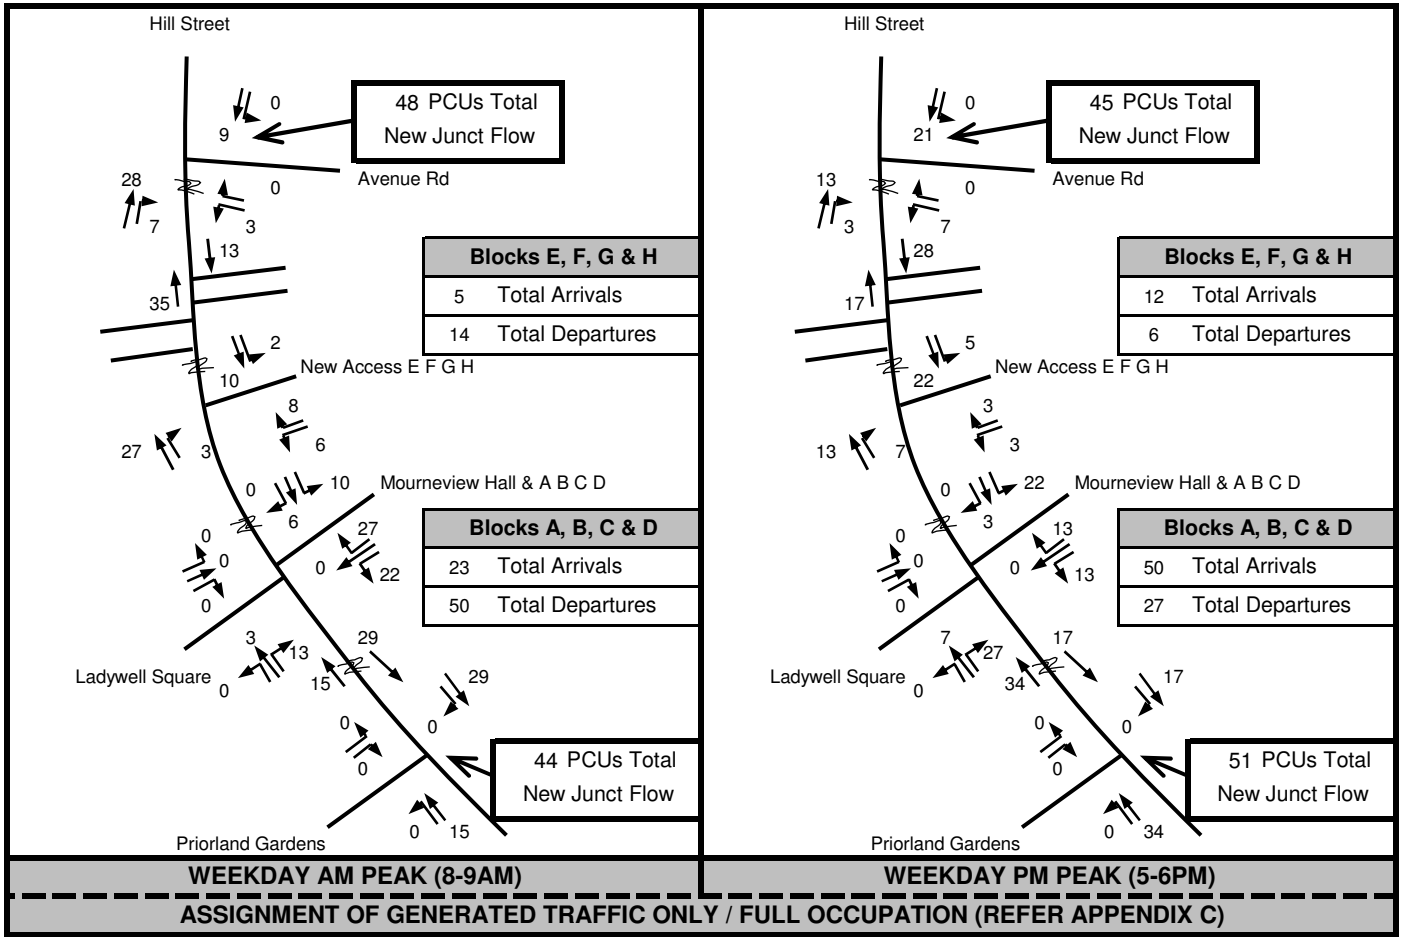 Hill Street
0
48 PCUs Total
New Junct Flow
9
Avenue Rd
28
0
7
3
13
Blocks E, F, G & H
5 Total Arrivals
14 Total Departures
35
2
10
New Access E F G H
8
27
3
6
0
10
Mourneview Hall & A B C D
6
Blocks A, B, C & D
23 Total Arrivals
50 Total Departures
27
0
0
0
22
0
3
13
29
Ladywell Square
0
15
29
0
0
0
44 PCUs Total
New Junct Flow
0
15
Priorland Gardens
WEEKDAY AM PEAK (8-9AM)
Hill Street
0
45 PCUs Total
New Junct Flow
21
Avenue Rd
13
0
3
7
28
Blocks E, F, G & H
12 Total Arrivals
6 Total Departures
17
5
22
New Access E F G H
3
13
7
3
0
22
Mourneview Hall & A B C D
3
Blocks A, B, C & D
50 Total Arrivals
27 Total Departures
13
0
0
0
13
0
7
27
17
Ladywell Square
0
34
17
0
0
0
51 PCUs Total
New Junct Flow
0
34
Priorland Gardens
WEEKDAY PM PEAK (5-6PM)
ASSIGNMENT OF GENERATED TRAFFIC ONLY / FULL OCCUPATION (REFER APPENDIX C)